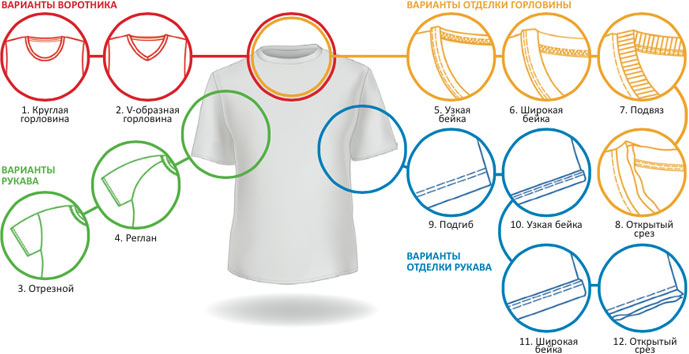 ВАРИАНТЫ ВОРОТНИКА
1. Круглая
горловина
2. V-образная
горловина
ВАРИАНТЫ ОТДЕЛКИ ГОРЛОВИНЫ
5. Узкая
бейка
6. Широкая
бейка
7. Подвяз
8. Открытый
срез
ВАРИАНТЫ
РУКАВА
3. Отрезной
4. Реглан
9. Подгиб
10. Узкая бейка
ВАРИАНТЫ
ОТДЕЛКИ РУКАВА
11. Широкая
бейка
12. Открытый
срез